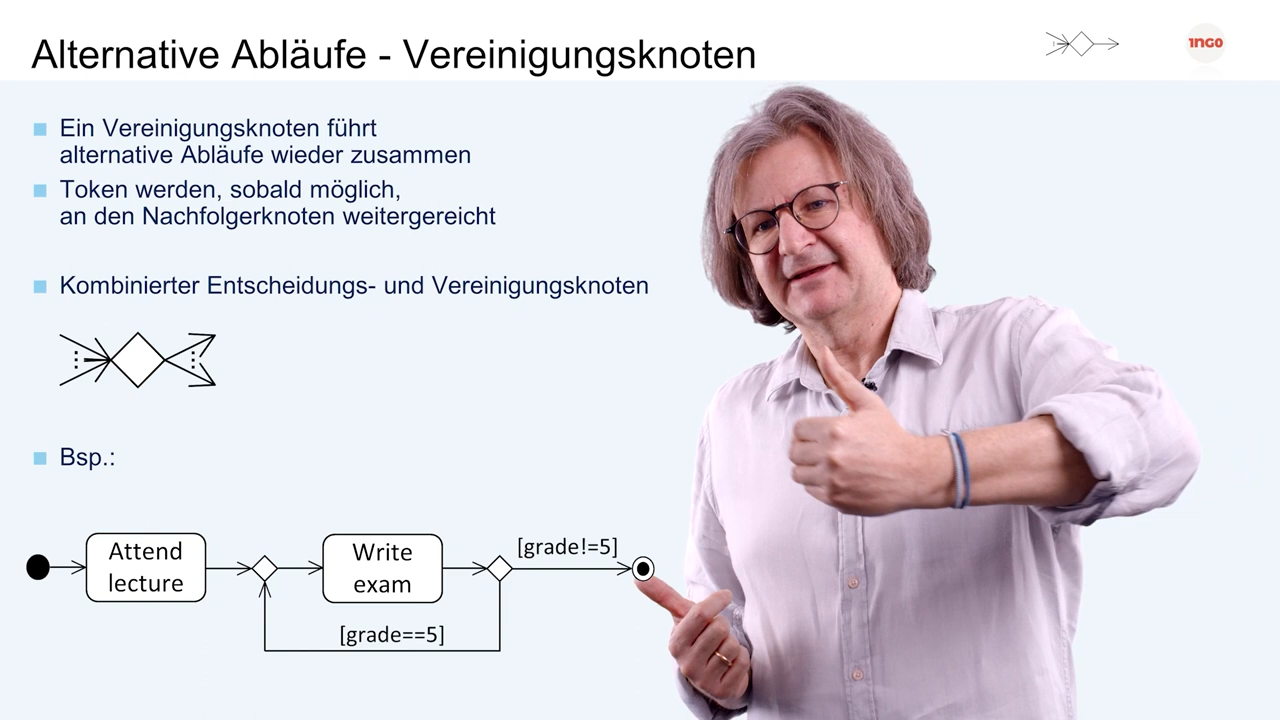 Alternative Abläufe - Vereinigungsknoten
1NGO
Ein Vereinigungsknoten führt
alternative Abläufe wieder zusammen
Token werden, sobald möglich,
an den Nachfolgerknoten weitergereicht
Kombinierter Entscheidungs- und Vereinigungsknoten
Bsp.:
Attend
lecture
Write
exam
[grade!=5]
[grade==5]